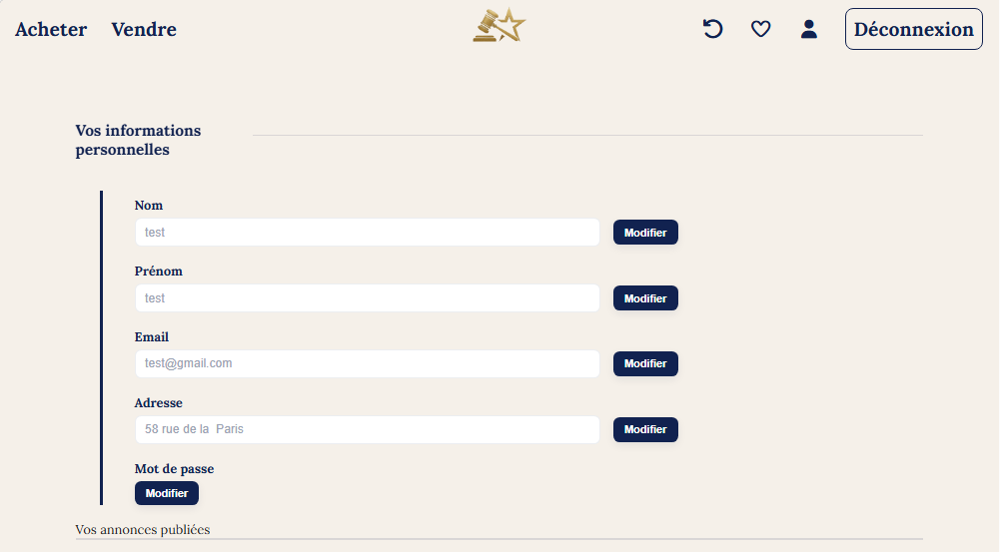 Acheter Vendre Déconnexion
Vos informations
personnelles
Nom
test Modifier
Prénom
test Modifier
Email
test@gmail.com Modifier
Adresse
58 rue de la  Paris Modifier
Mot de passe
Modifier
Vos annonces publiées